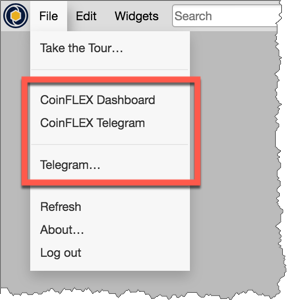 File Edit Widgets Search
Take the Tour…
CoinFLEX Dashboard
CoinFLEX Telegram
Telegram…
Refresh
About…
Log out